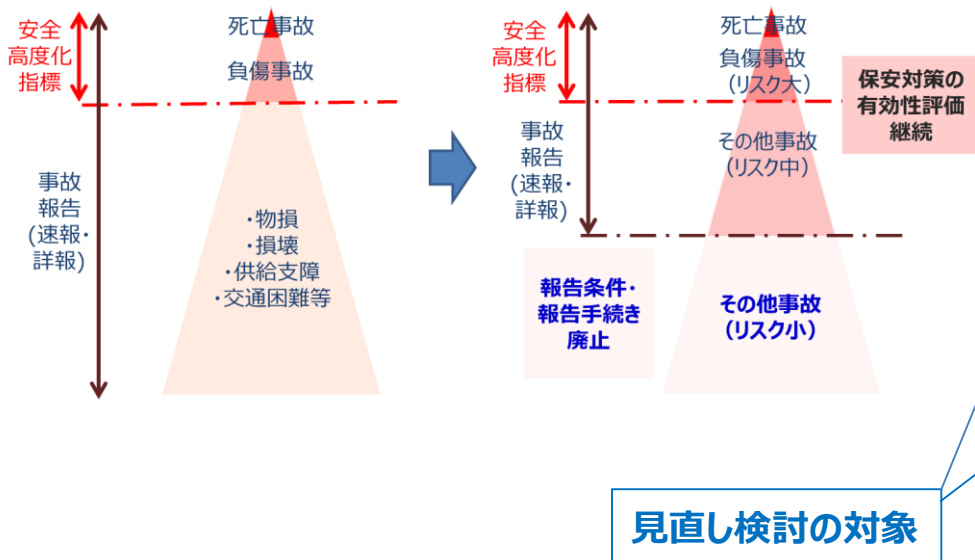 安全
高度化
指標
死亡事故
負傷事故
事故
報告
(速報・
詳報)
・物損
・損壊
・供給支障
・交通困難等
安全
高度化
指標
死亡事故
負傷事故
(リスク大)
保安対策の
有効性評価
継続
事故
報告
(速報・
詳報)
その他事故
(リスク中)
報告条件・
報告手続き
廃止
その他事故
(リスク小)
見直し検討の対象